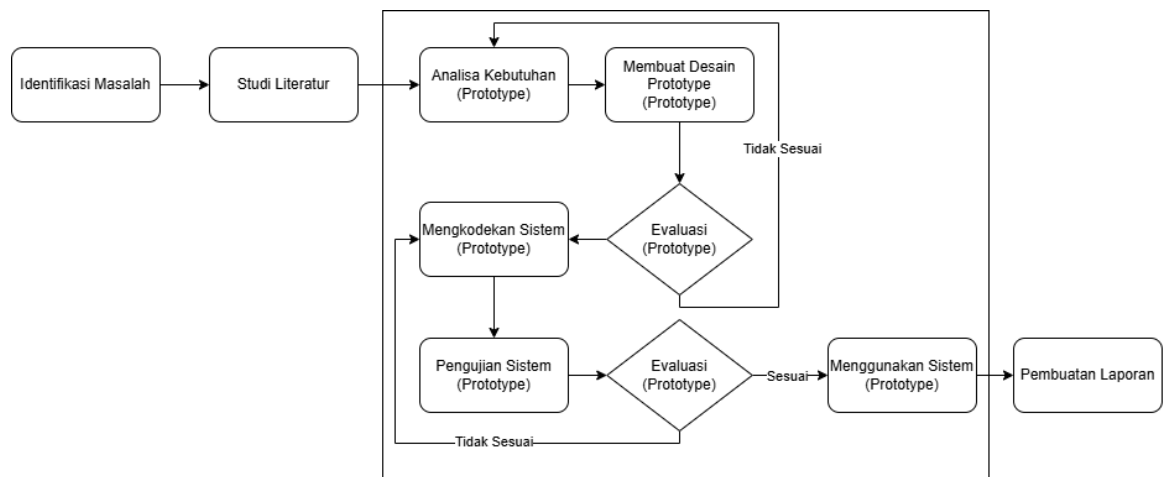 Identifikasi Masalah
Studi Literatur
Analisa Kebutuhan
(Prototype)
Membuat Desain
Prototype
(Prototype)
Tidak Sesuai
Mengkodekan Sistem
(Prototype)
Evaluasi
(Prototype)
Pengujian Sistem
(Prototype)
Evaluasi
(Prototype)
Sesuai
Menggunakan Sistem
(Prototype)
Pembuatan Laporan
Tidak Sesuai